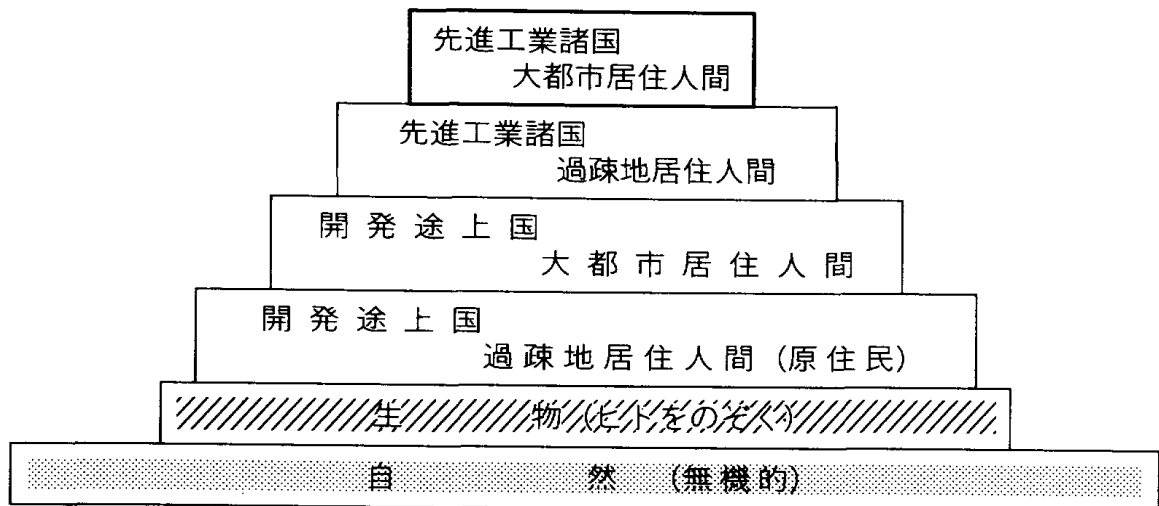 先進工業諸国
大都市居住人間
先進工業諸国
過疎地居住人間
開発途上国
大都市居住人間
開発途上国
過疎地居住人間(原住民)
生物(ヒトをのぞく)
自然(無機的)